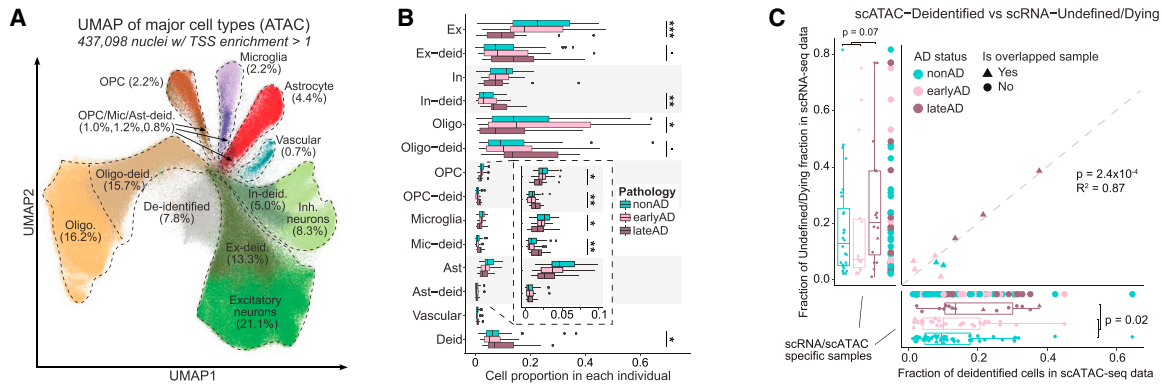 A
UMAP of major cell types (ATAC)
437,098 nuclei w/ TSS enrichment > 1
Microglia
(2.2%)
OPC (2.2%)
Astrocyte
(4.4%)
OPC/Mic/Ast-deid.
(1.0%,1.2%,0.8%)
Vascular
(0.7%)
Oligo-deid.
(15.7%)
In-deid.
(5.0%)
Inh.
neurons
(8.3%)
De-identified
(7.8%)
Oligo.
(16.2%)
Ex-deid.
(13.3%)
Excitatory
neurons
(21.1%)
UMAP2
UMAP1
B
Ex
Ex−deid
In
In−deid
Oligo
Oligo−deid
OPC
OPC−deid
Microglia
Mic−deid
Ast
Ast−deid
Vascular
Deid
Pathology
nonAD
earlyAD
lateAD
0 0.05 0.1
0 0.2 0.4 0.6
Cell proportion in each individual
C
scATAC−Deidentified vs scRNA−Undefined/Dying
p = 0.07
AD status
nonAD
earlyAD
lateAD
Is overlapped sample
Yes
No
p = 2.4x10-4
R2 = 0.87
Fraction of Undefined/Dying fraction in scRNA-seq data
0.8
0.6
0.4
0.2
0.0
p = 0.02
scRNA/scATAC
specific samples
0.0 0.2 0.4 0.6
Fraction of deidentified cells in scATAC-seq data